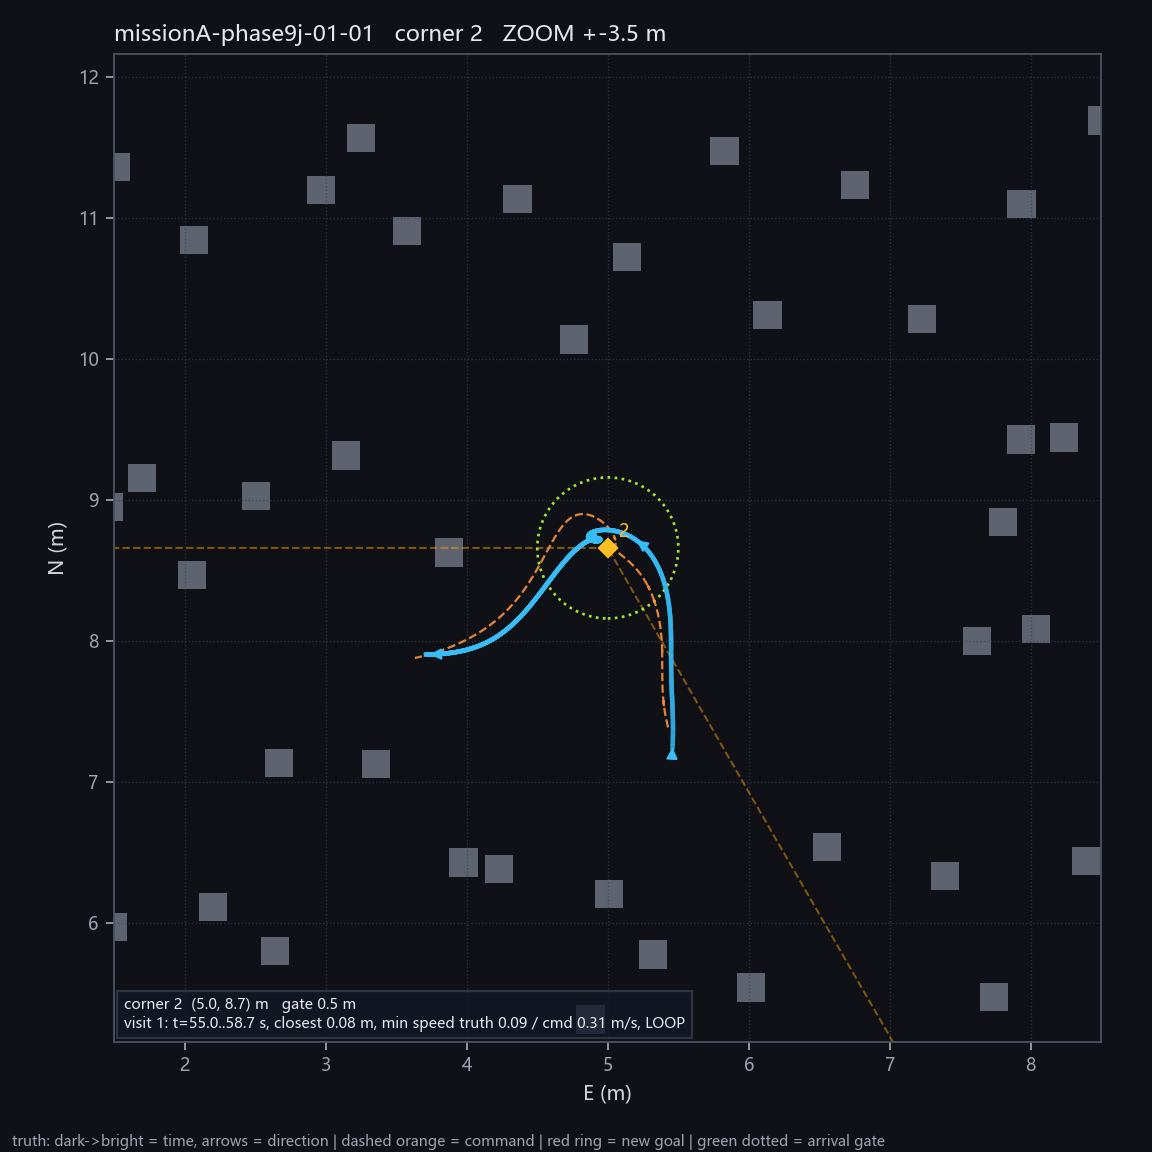 missionA-phase9j-01-01   corner 2   ZOOM +-3.5 m
12
11
10
9
8
7
6
N (m)
2
corner 2  (5.0, 8.7) m   gate 0.5 m
visit 1: t=55.0..58.7 s, closest 0.08 m, min speed truth 0.09 / cmd 0.31 m/s, LOOP
2 3 4 5 6 7 8
E (m)
truth: dark->bright = time, arrows = direction | dashed orange = command | red ring = new goal | green dotted = arrival gate